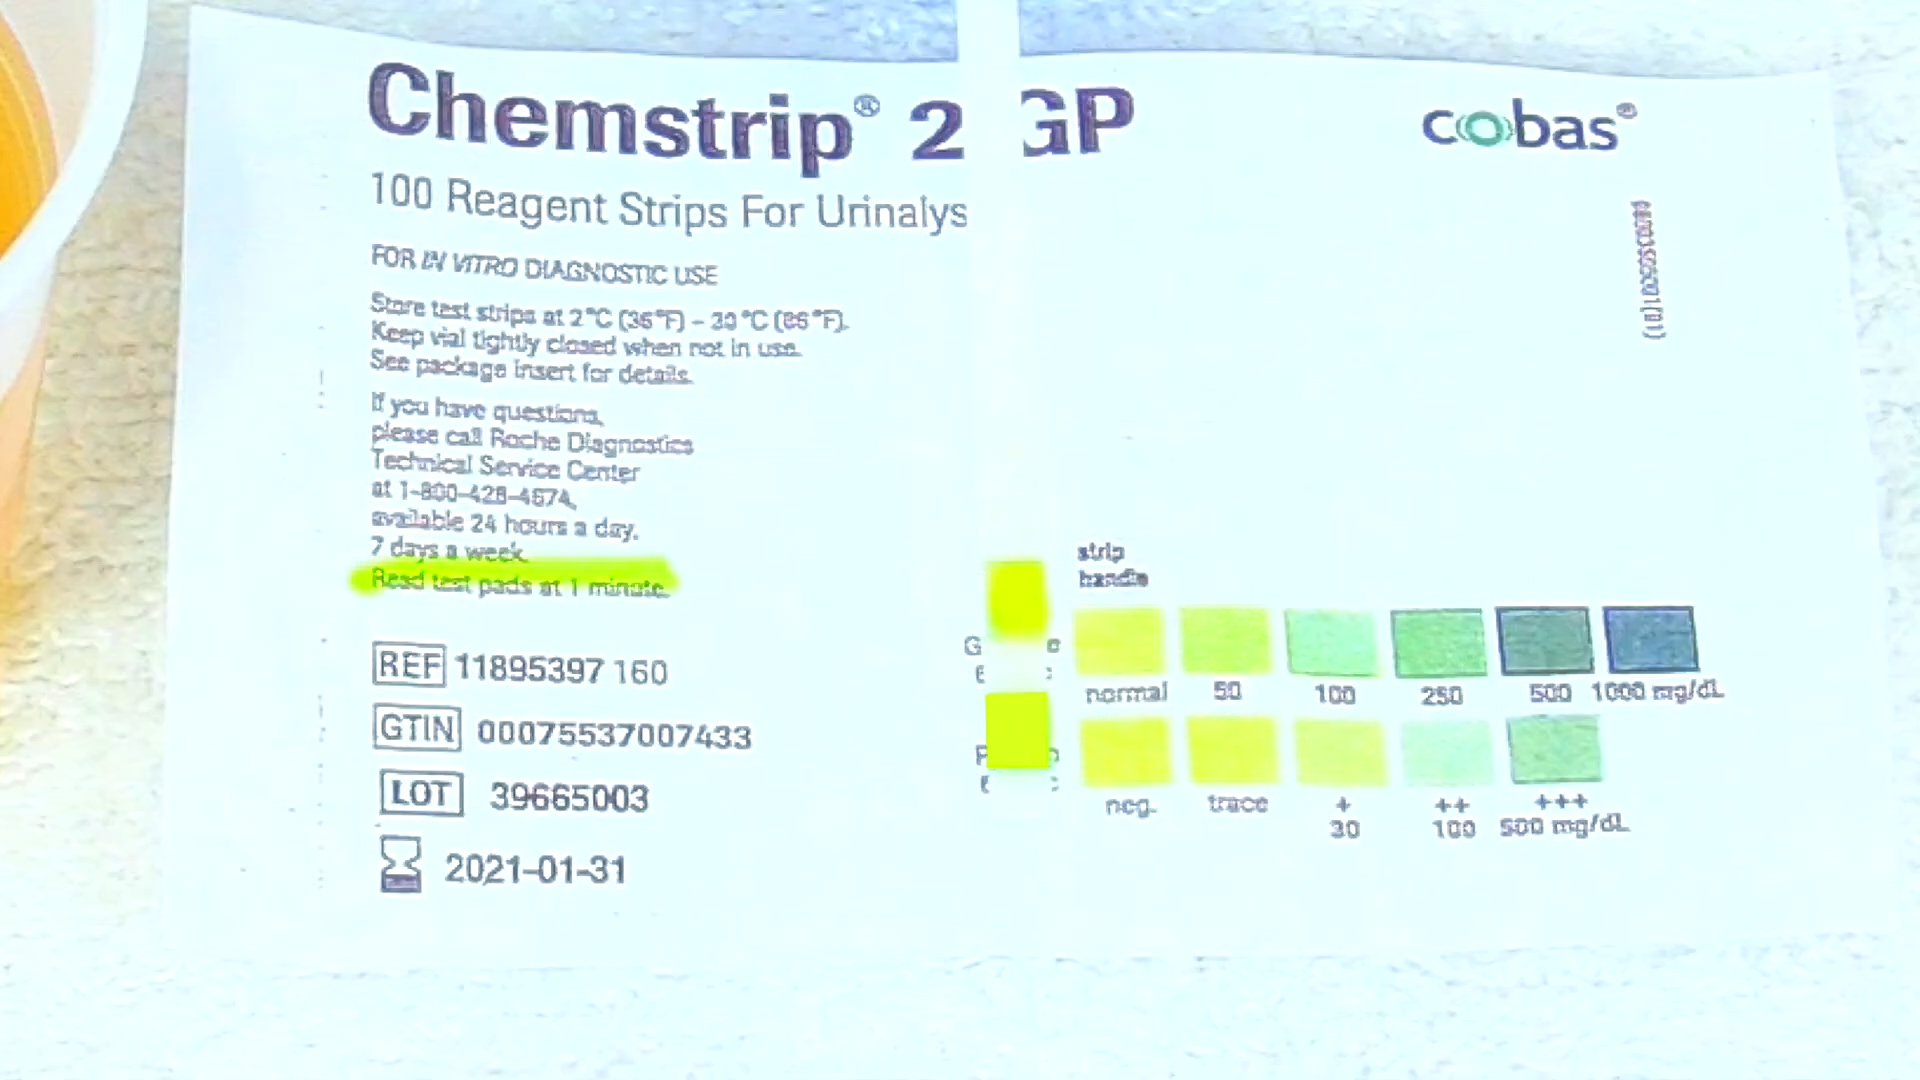 Chemstrip® 2 GP
cobas®
100 Reagent Strips For Urinalys
FOR IN VITRO DIAGNOSTIC USE
Store test strips at 2°C (36°F) – 30°C (86°F).
Keep vial tightly closed when not in use.
See package insert for details.
If you have questions,
please call Roche Diagnostics
Technical Service Center
at 1-800-428-4674,
available 24 hours a day,
7 days a week.
Read test pads at 1 minute.
REF 11895397 160
GTIN 00075537007433
LOT 39665003
2021-01-31
strip
handle
normal 50 100 250 500 1000 mg/dL
neg. trace + ++ +++
30 100 500 mg/dL